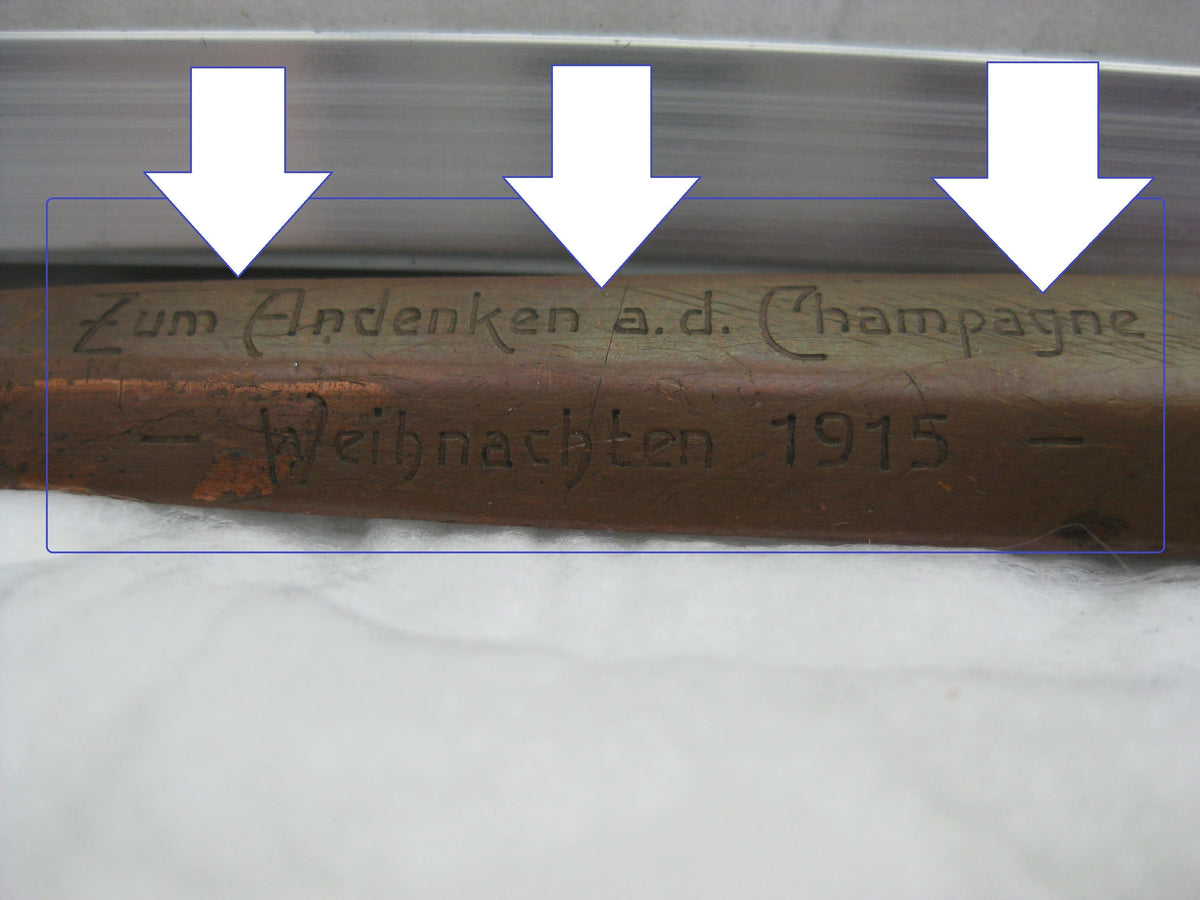 Zum Andenken a.d. Champagne
— Weihnachten 1915 —